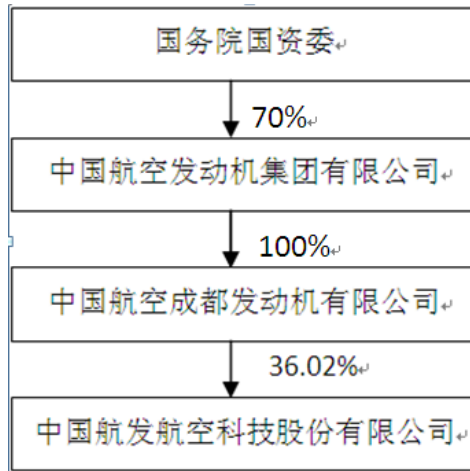 国务院国资委
70%
中国航空发动机集团有限公司
100%
中国航空成都发动机有限公司
36.02%
中国航发航空科技股份有限公司